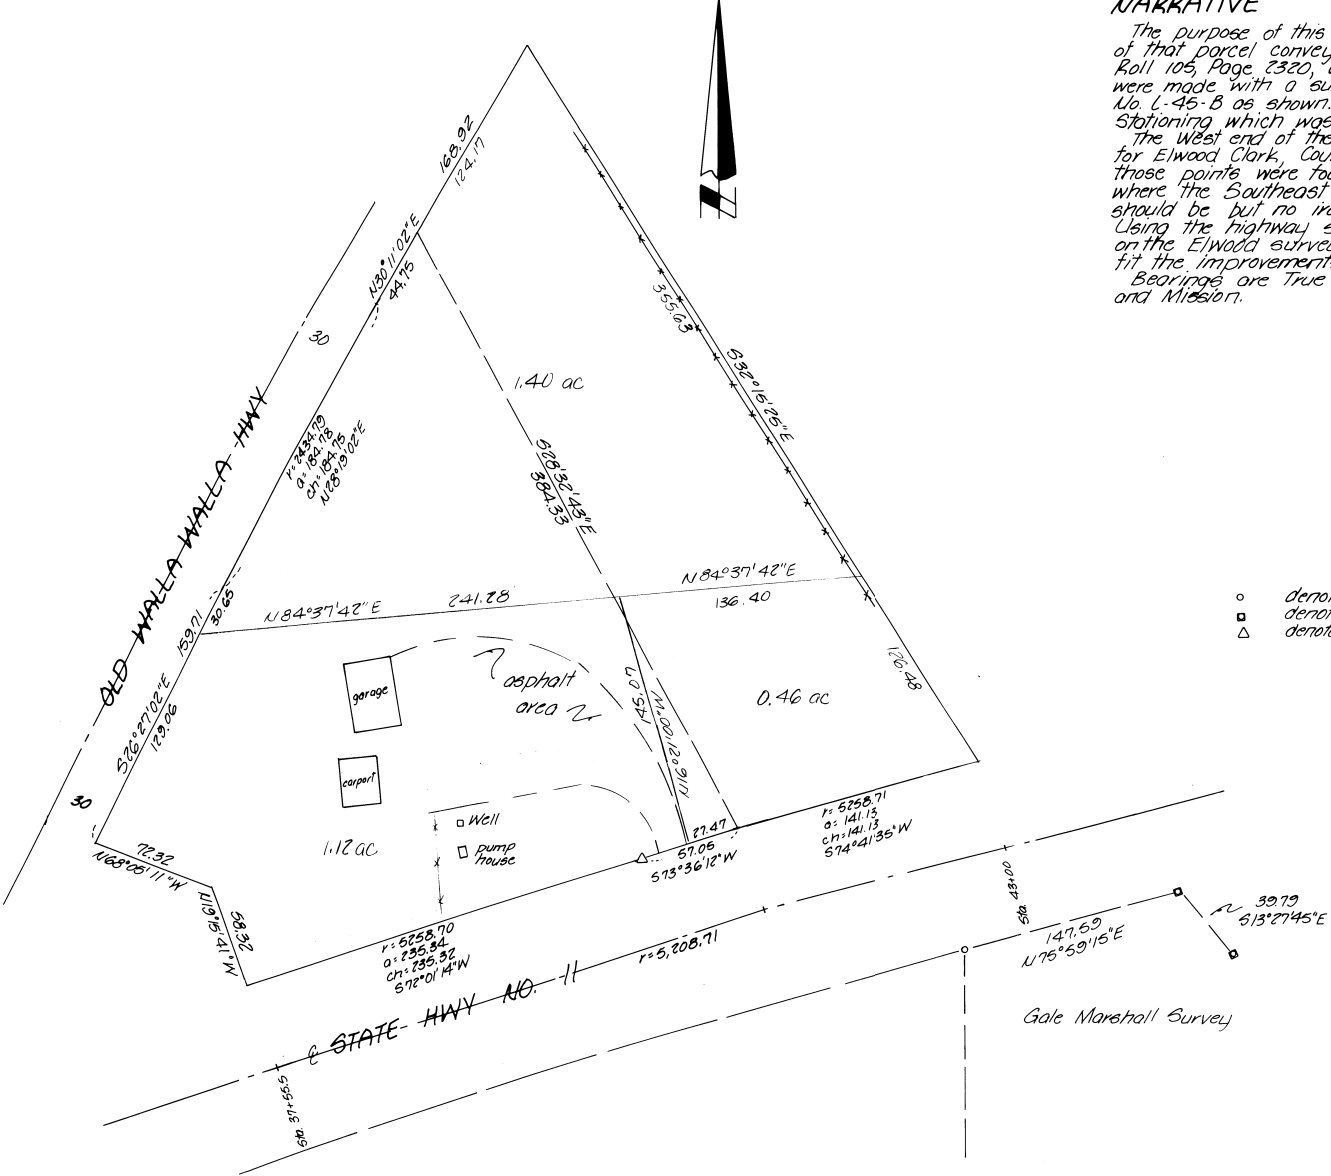 NARRATIVE
The purpose of this
of that parcel convey
Roll 105, Page 2320,
were made with a su
No. L-45-B as shown.
Stationing which was
The West end of the
for Elwood Clark, Cou
those points were fou
where the Southeast
should be but no iro
Using the highway s
on the Elwood survey
fit the improvement
Bearings are True
and Mission.
168.92
124.17
N30°11'02"E
44.75
30
355.63
S32°15'25"E
1.40 ac
r=2434.79
a=184.78
ch=184.75
N28°19'02"E
S28°32'43"E
384.33
OLD WALLA WALLA HWY
N84°37'42"E
136.40
N84°37'42"E
241.28
159.71
30.65
denot
denot
denota
garage
asphalt
area
145.07
N16°21'00"W
126.48
0.46 ac
S26°27'02"E
129.06
carport
30
Well
pump
house
1.12 ac
72.32
N68°05'11"W
58.32
N19°15'41"W
27.47
57.05
S73°36'12"W
r=5258.71
a=141.13
ch=141.13
S74°41'35"W
r=5258.70
a=235.34
ch=235.32
S72°01'14"W
r=5,208.71
Sta. 43+00
147.59
N75°59'15"E
39.79
S13°27'45"E
Gale Marshall Survey
℄ STATE HWY NO. 11
Sta. 37+55.5